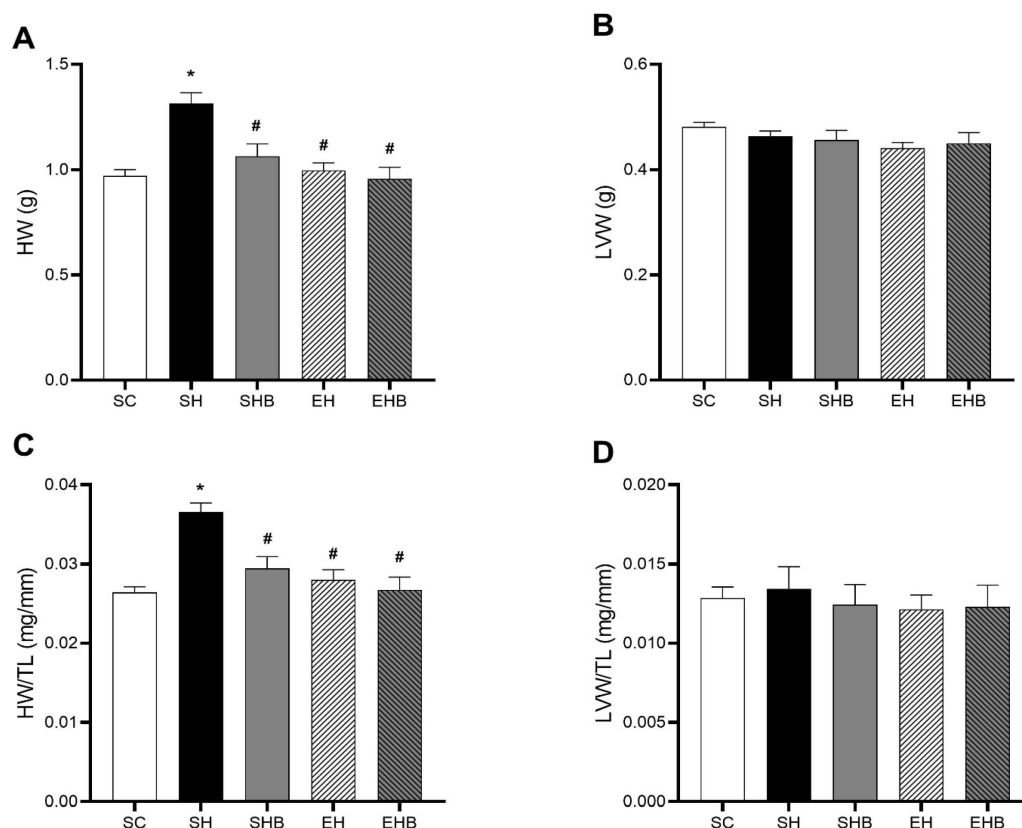 A
HW (g)
1.5
1.0
0.5
0.0
*
#
#
#
SC SH SHB EH EHB
B
LVW (g)
0.6
0.4
0.2
0.0
SC SH SHB EH EHB
C
HW/TL (mg/mm)
0.04
0.03
0.02
0.01
0.00
*
#
#
#
SC SH SHB EH EHB
D
LVW/TL (mg/mm)
0.020
0.015
0.010
0.005
0.000
SC SH SHB EH EHB